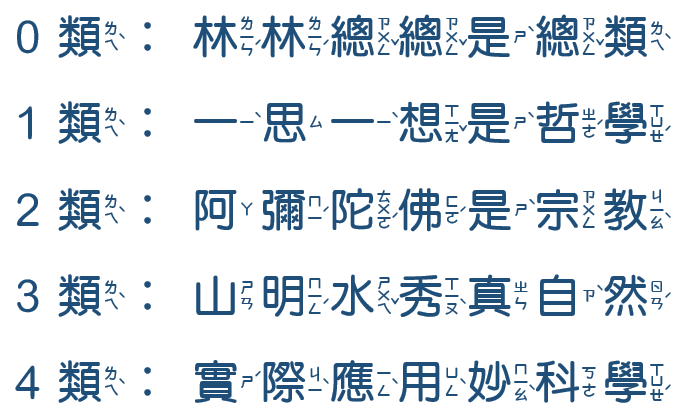 0 類：林林總總是總類
1 類：一思一想是哲學
2 類：阿彌陀佛是宗教
3 類：山明水秀真自然
4 類：實際應用妙科學